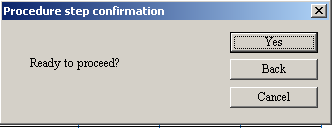 Procedure step confirmation
Yes
Ready to proceed?
Back
Cancel